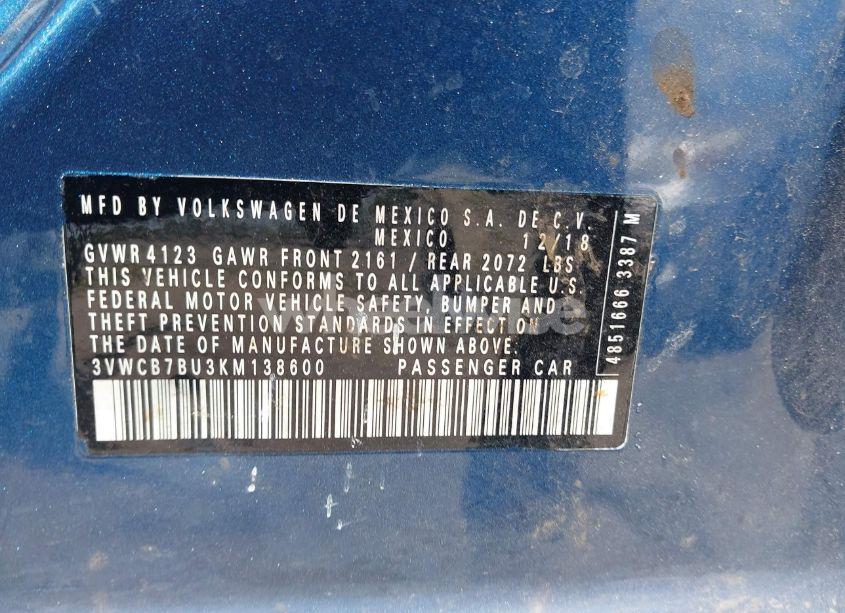 MFD BY VOLKSWAGEN DE MEXICO S.A. DE C.V.
MEXICO 12/18
GVWR 4123 GAWR FRONT 2161 / REAR 2072 LBS
THIS VEHICLE CONFORMS TO ALL APPLICABLE U.S.
FEDERAL MOTOR VEHICLE SAFETY, BUMPER AND
THEFT PREVENTION STANDARDS IN EFFECT ON
THE DATE OF MANUFACTURE SHOWN ABOVE.
3VWCB7BU3KM138600 PASSENGER CAR
4851666 3387 M